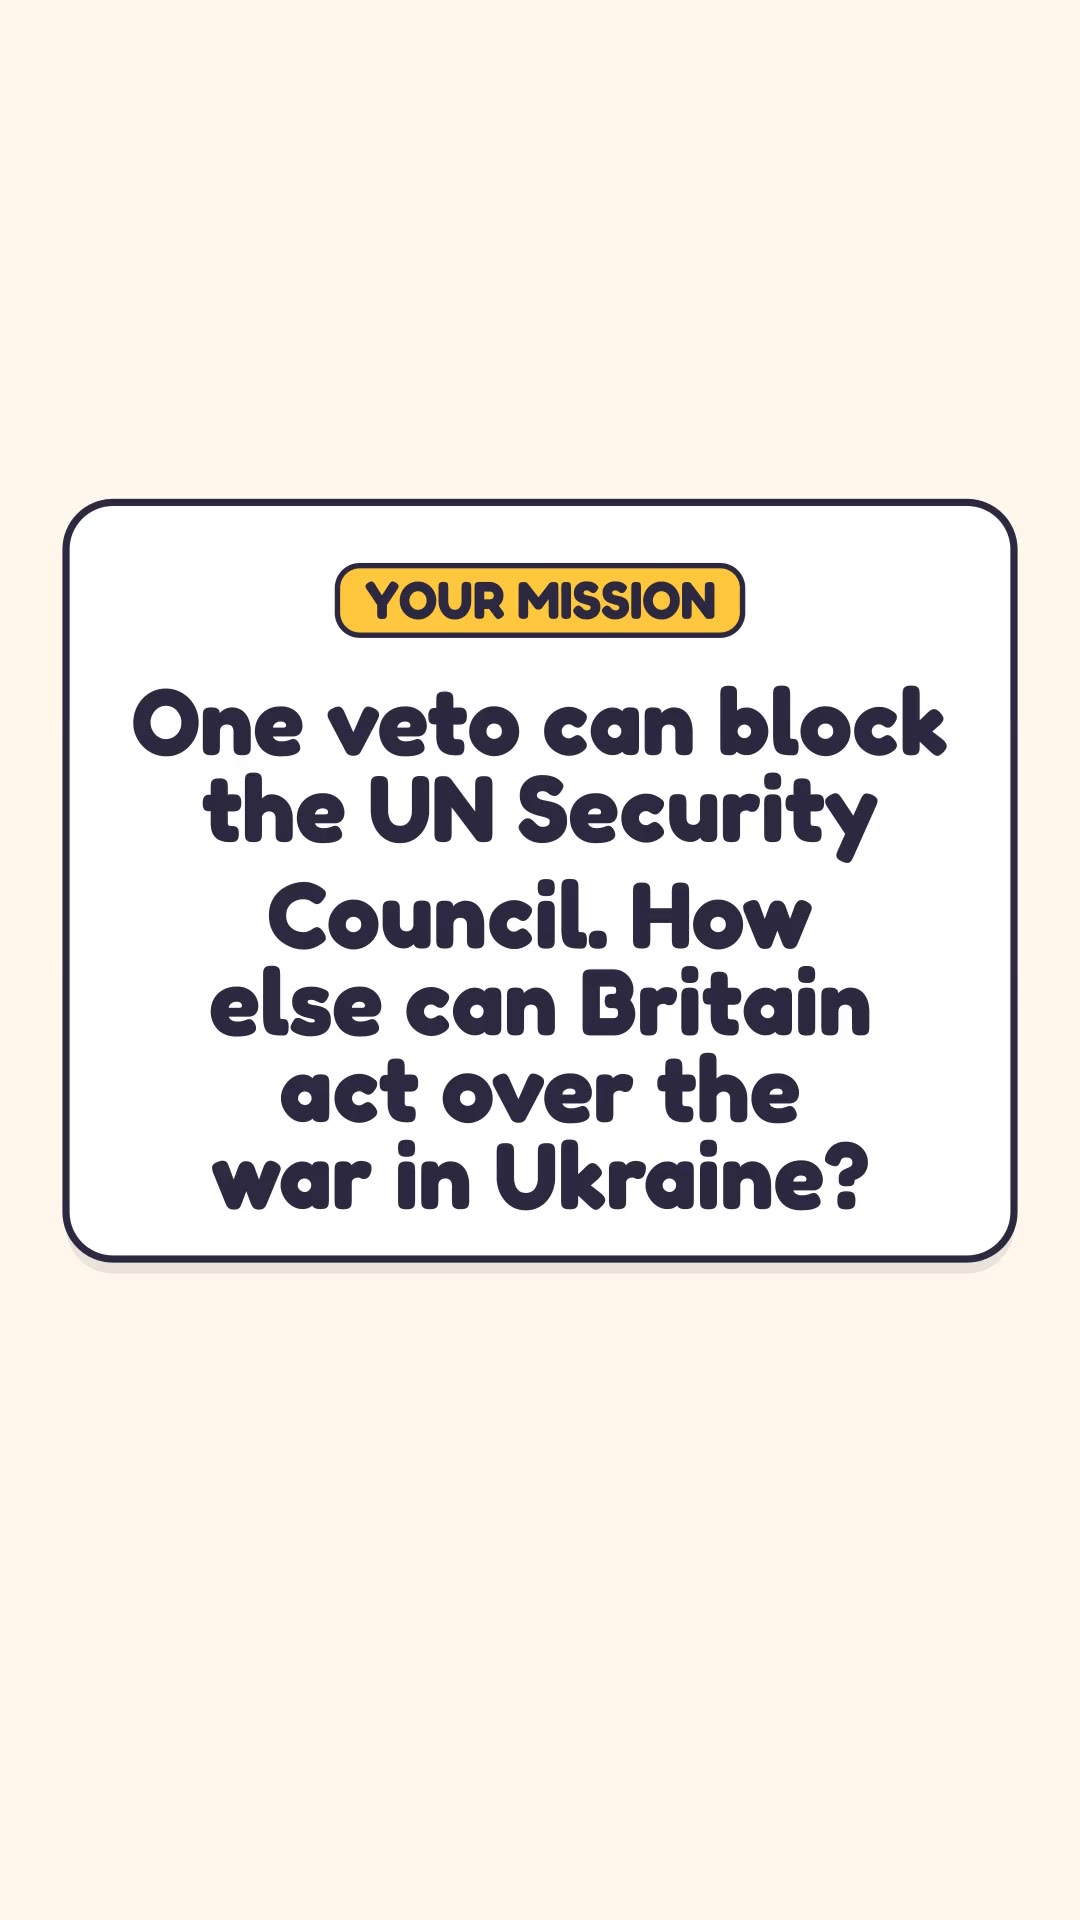 YOUR MISSION
One veto can block
the UN Security
Council. How
else can Britain
act over the
war in Ukraine?